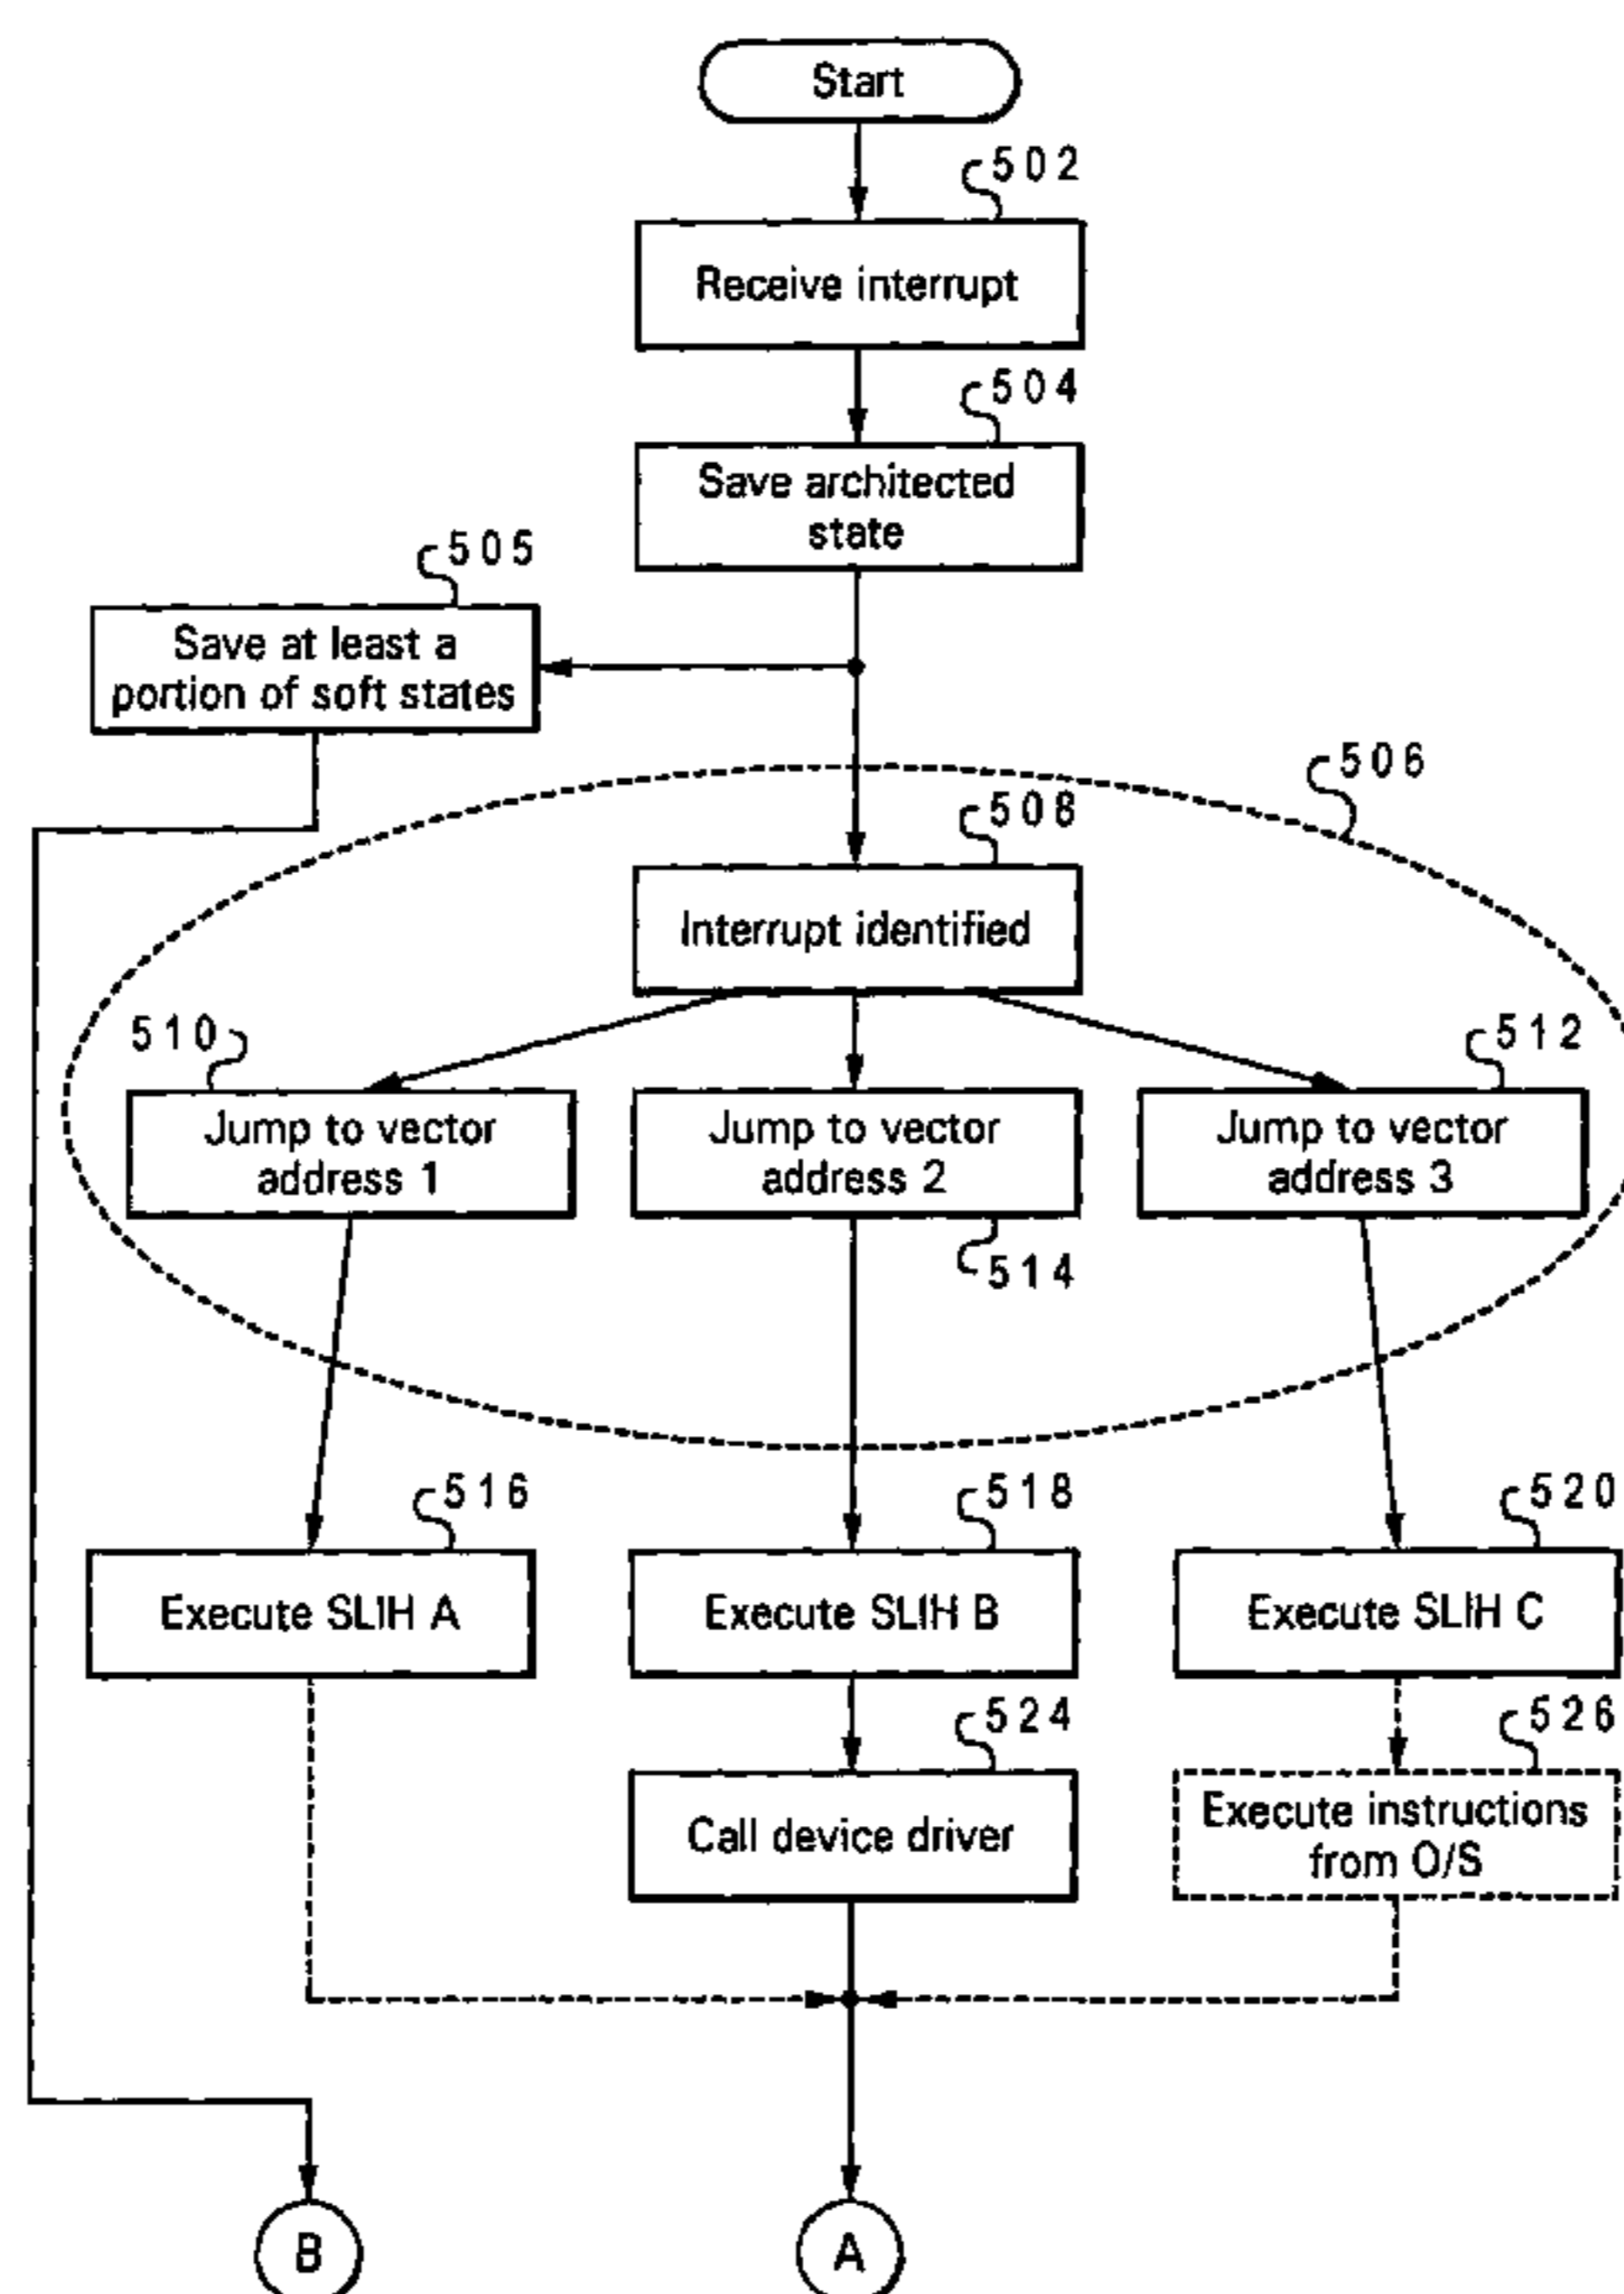 Start
502
Receive interrupt
504
Save architected
state
505
Save at least a
portion of soft states
506
508
Interrupt identified
510
512
Jump to vector
address 1
Jump to vector
address 2
Jump to vector
address 3
514
516
518
520
Execute SLIH A
Execute SLIH B
Execute SLIH C
524
526
Call device driver
Execute instructions
from O/S
B
A